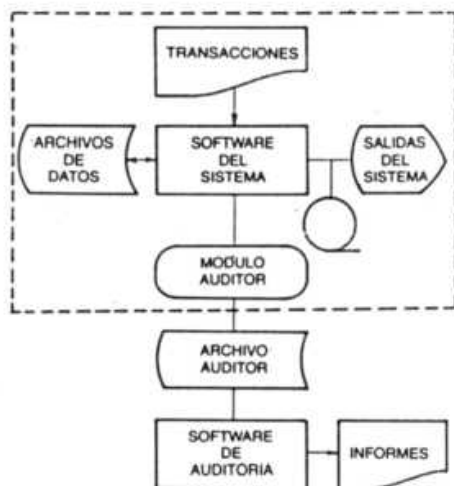 TRANSACCIONES
ARCHIVOS
DE
DATOS
SOFTWARE
DEL
SISTEMA
SALIDAS
DEL
SISTEMA
MODULO
AUDITOR
ARCHIVO
AUDITOR
SOFTWARE
DE
AUDITORIA
INFORMES